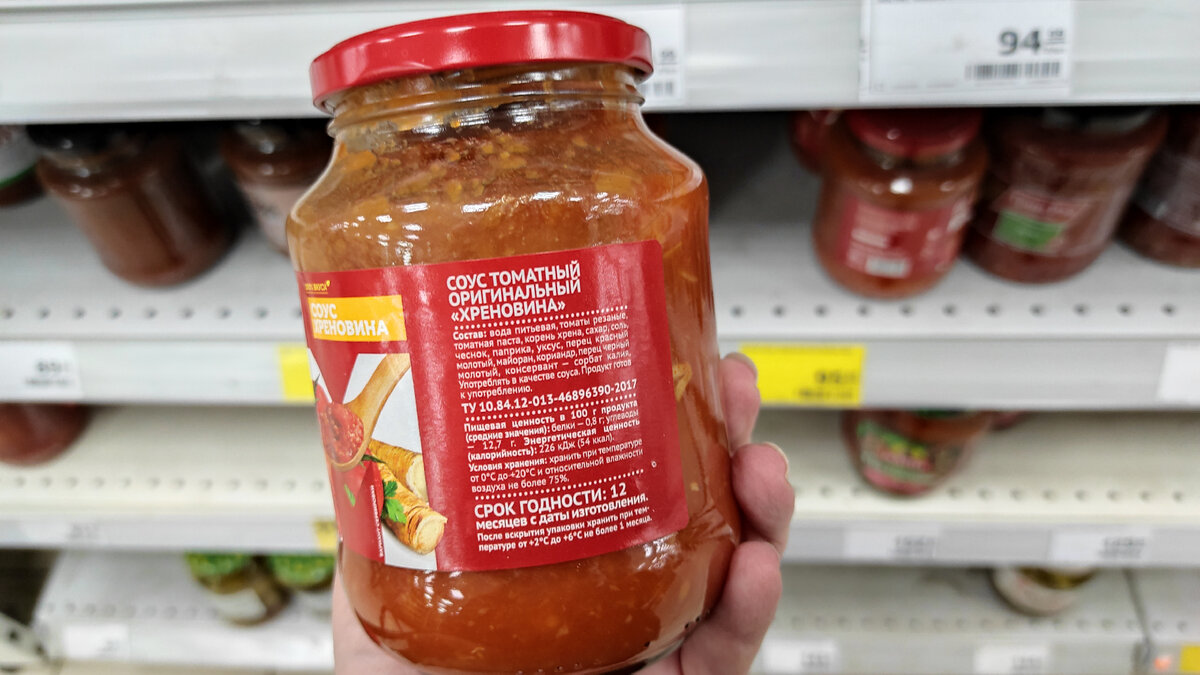 94
СОУС
ХРЕНОВИНА
СОУС ТОМАТНЫЙ
ОРИГИНАЛЬНЫЙ
«ХРЕНОВИНА»
Состав: вода питьевая, томаты резаные,
томатная паста, корень хрена, сахар, соль,
чеснок, паприка, уксус, перец красный
молотый, майоран, кориандр, перец черный
молотый, консервант — сорбат калия.
Употреблять в качестве соуса. Продукт готов
к употреблению.
ТУ 10.84.12-013-46896390-2017
Пищевая ценность в 100 г продукта
(средние значения): белки — 0,8 г; углеводы
— 12,7 г. Энергетическая ценность
(калорийность): 226 кДж (54 ккал).
Условия хранения: хранить при температуре
от 0°С до +20°С и относительной влажности
воздуха не более 75%.
СРОК ГОДНОСТИ: 12
месяцев с даты изготовления.
После вскрытия упаковки хранить при тем-
пературе от +2°С до +6°С не более 1 месяца.